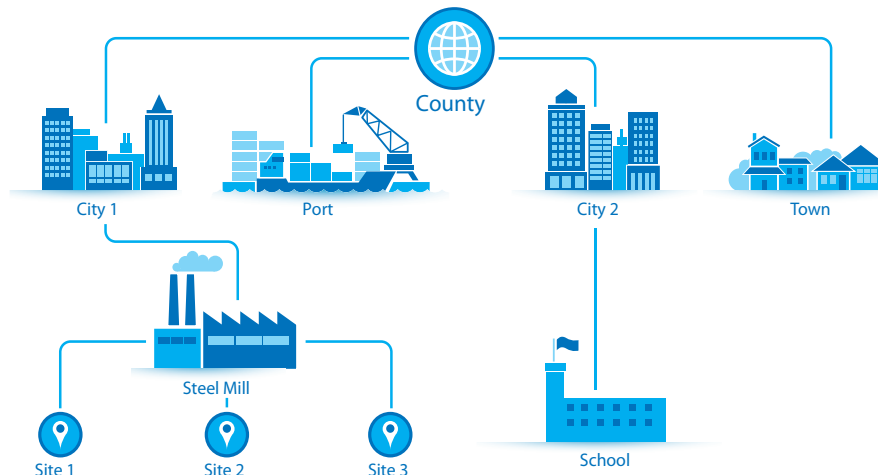 County
City 1
Port
City 2
Town
Steel Mill
Site 1
Site 2
Site 3
School